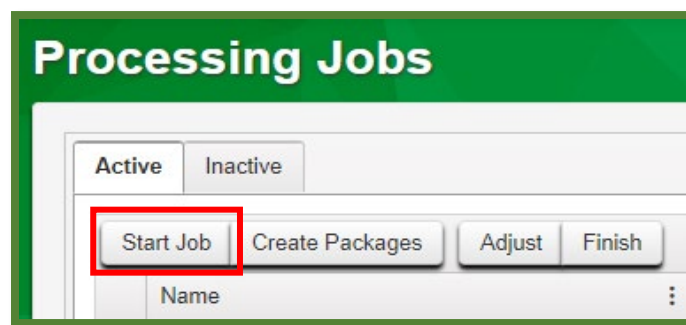 Processing Jobs
Active Inactive
Start Job Create Packages Adjust Finish
Name